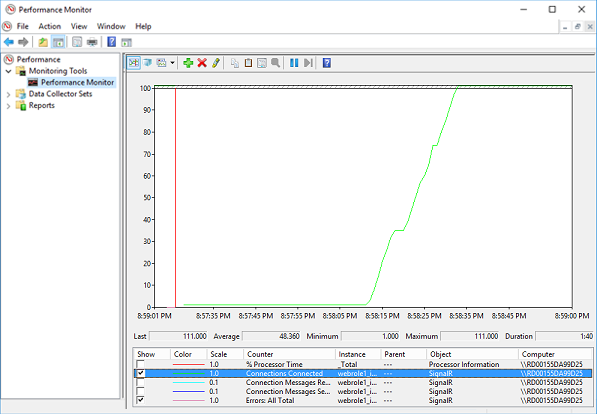 Performance Monitor
File Action View Window Help
Performance
Monitoring Tools
Performance Monitor
Data Collector Sets
Reports
100
90
80
70
60
50
40
30
20
10
0
8:59:01 PM 8:57:35 PM 8:57:45 PM 8:57:55 PM 8:58:05 PM 8:58:15 PM 8:58:25 PM 8:58:35 PM 8:58:45 PM 8:59:00 PM
Last 111.000 Average 48.360 Minimum 1.000 Maximum 111.000 Duration 1:40
Show Color Scale Counter Instance Parent Object Computer
1.0 % Processor Time _Total --- Processor Information \\RD00155DA99D25
1.0 Connections Connected webrole1_i... --- SignalR \\RD00155DA99D25
0.1 Connection Messages Re... webrole1_i... --- SignalR \\RD00155DA99D25
0.1 Connection Messages Se... webrole1_i... --- SignalR \\RD00155DA99D25
1.0 Errors: All Total webrole1_i... --- SignalR \\RD00155DA99D25